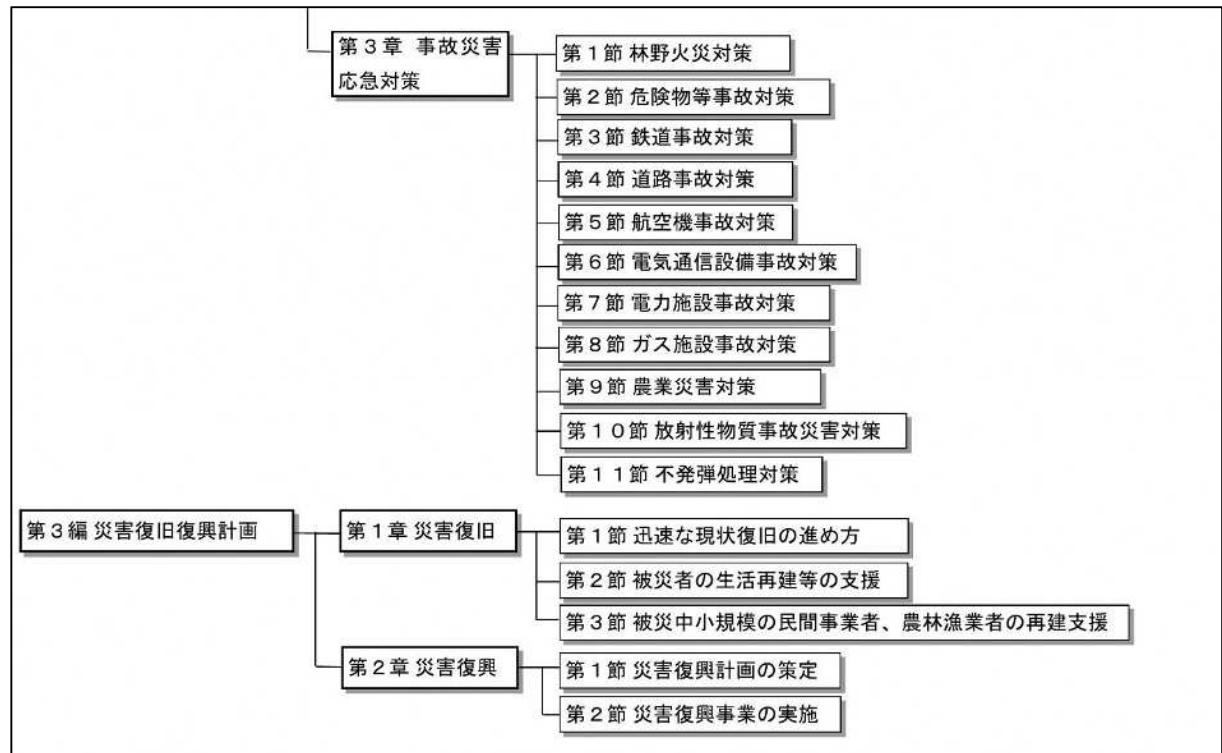 第３章 事故災害
応急対策
第１節 林野火災対策
第２節 危険物等事故対策
第３節 鉄道事故対策
第４節 道路事故対策
第５節 航空機事故対策
第６節 電気通信設備事故対策
第７節 電力施設事故対策
第８節 ガス施設事故対策
第９節 農業災害対策
第１０節 放射性物質事故災害対策
第１１節 不発弾処理対策
第３編 災害復旧復興計画
第１章 災害復旧
第１節 迅速な現状復旧の進め方
第２節 被災者の生活再建等の支援
第３節 被災中小規模の民間事業者、農林漁業者の再建支援
第２章 災害復興
第１節 災害復興計画の策定
第２節 災害復興事業の実施